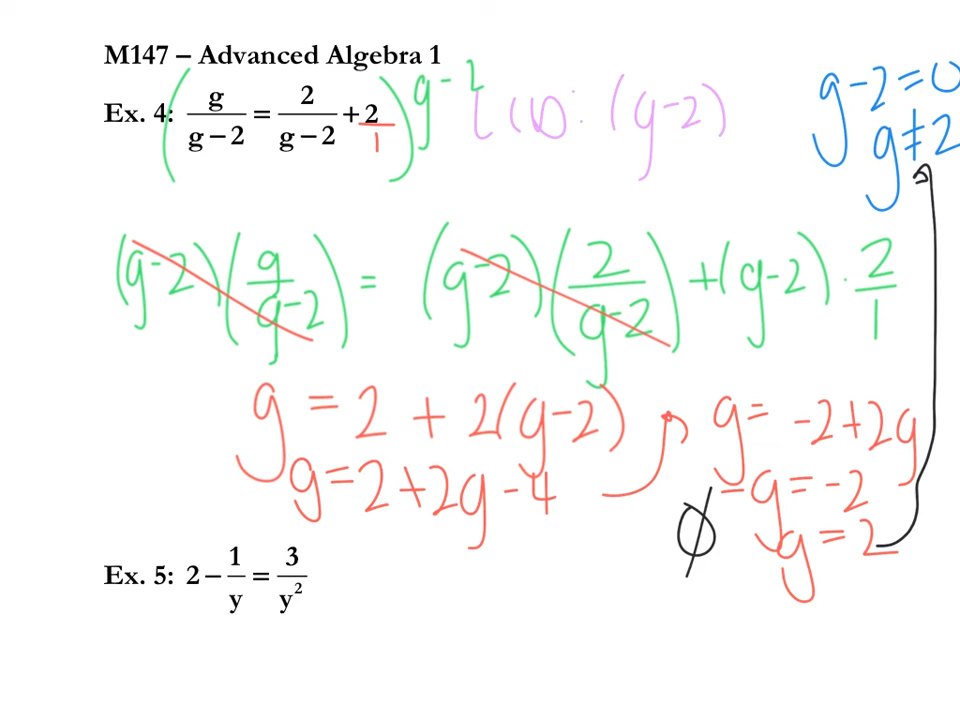 M147 – Advanced Algebra 1
Ex. 4: ( g/(g – 2) = 2/(g – 2) + 2/1 ) g - 2 LCD: (g-2)
g-2=0
g≠2
(g-2)(g/(g-2)) = (g-2)(2/(g-2)) + (g-2) · 2/1
g = 2 + 2(g-2)
g = 2 + 2g - 4
g = -2+2g
-g = -2
g = 2
∅
Ex. 5: 2 – 1/y = 3/y²